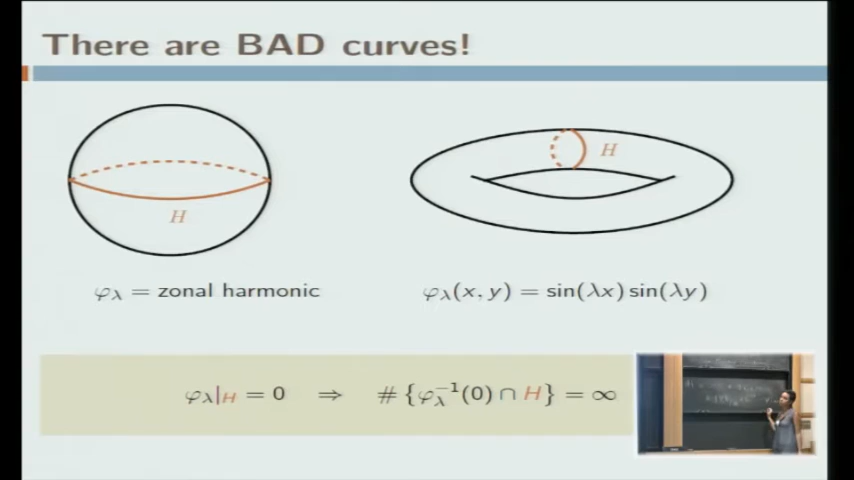 There are BAD curves!
H
H
φ_λ = zonal harmonic
φ_λ(x, y) = sin(λx) sin(λy)
φ_λ|_H = 0 ⇒ # {φ_λ^{-1}(0) ∩ H} = ∞